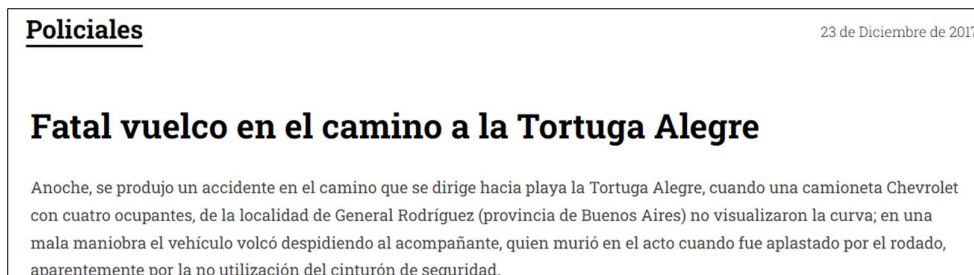 Policiales
23 de Diciembre de 2017
Fatal vuelco en el camino a la Tortuga Alegre
Anoche, se produjo un accidente en el camino que se dirige hacia playa la Tortuga Alegre, cuando una camioneta Chevrolet
con cuatro ocupantes, de la localidad de General Rodríguez (provincia de Buenos Aires) no visualizaron la curva; en una
mala maniobra el vehículo volcó despidiendo al acompañante, quien murió en el acto cuando fue aplastado por el rodado,
aparentemente por la no utilización del cinturón de seguridad.